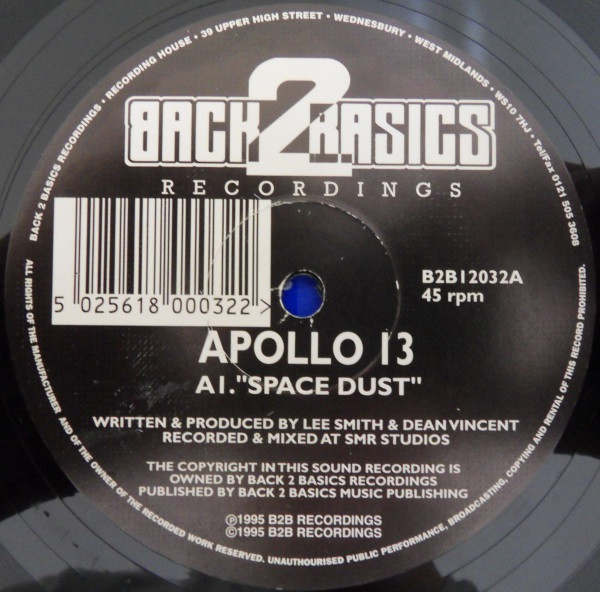 BACK 2 BASICS RECORDINGS • RECORDING HOUSE • 39 UPPER HIGH STREET • WEDNESBURY • WEST MIDLANDS • WS10 7HJ • Tel/Fax 0121 505 3608
BACK 2 BASICS
RECORDINGS
5 025618 000322 >
B2B12032A
45 rpm
APOLLO 13
A1."SPACE DUST"
WRITTEN & PRODUCED BY LEE SMITH & DEAN VINCENT
RECORDED & MIXED AT SMR STUDIOS
THE COPYRIGHT IN THIS SOUND RECORDING IS
OWNED BY BACK 2 BASICS RECORDINGS
PUBLISHED BY BACK 2 BASICS MUSIC PUBLISHING
℗1995 B2B RECORDINGS
©1995 B2B RECORDINGS
ALL RIGHTS OF THE MANUFACTURER AND OF THE OWNER OF THE RECORDED WORK RESERVED. UNAUTHOURISED PUBLIC PERFORMANCE, BROADCASTING, COPYING AND RENTAL OF THIS RECORD PROHIBITED.